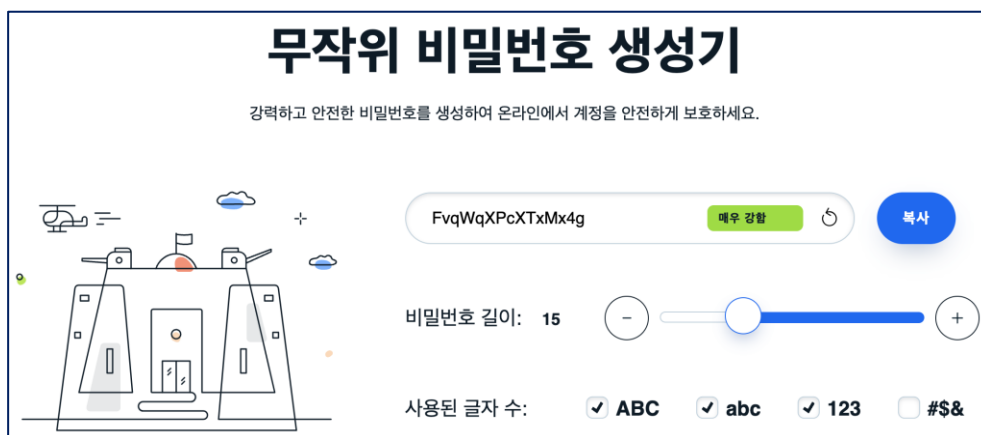 무작위 비밀번호 생성기
강력하고 안전한 비밀번호를 생성하여 온라인에서 계정을 안전하게 보호하세요.
FvqWqXPcXTxMx4g 매우 강함 복사
비밀번호 길이: 15 - +
사용된 글자 수: ABC abc 123 #$&